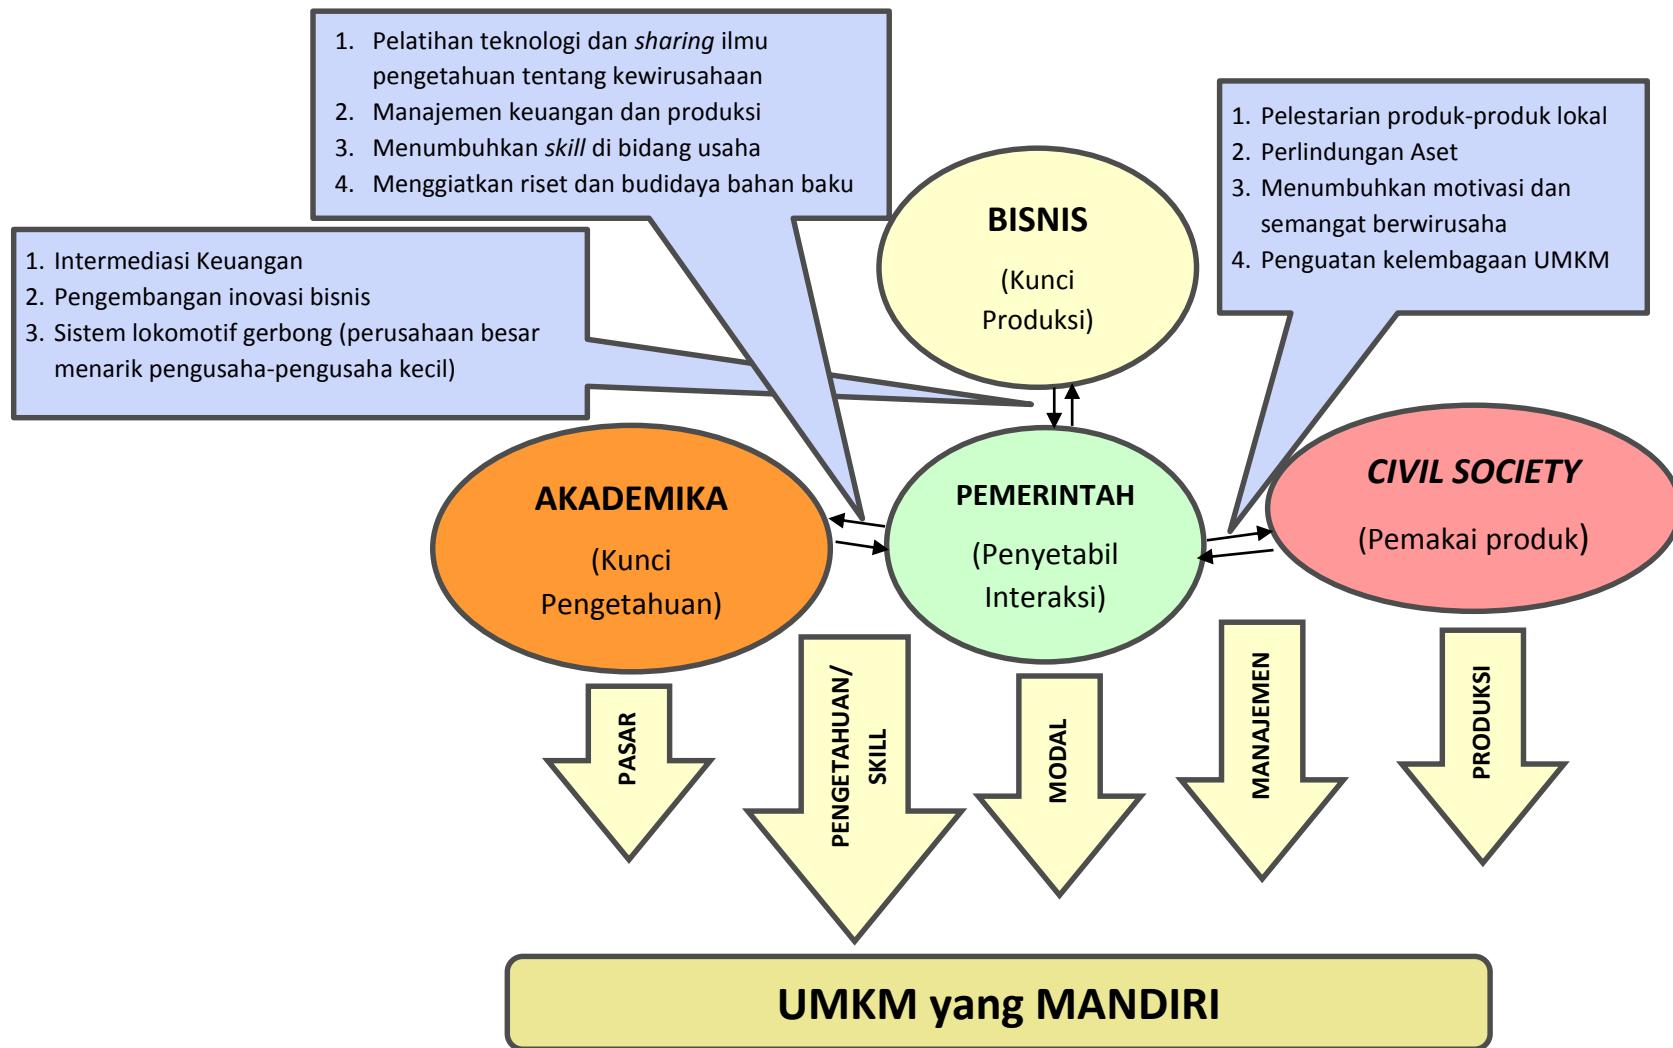 1. Pelatihan teknologi dan sharing ilmu
pengetahuan tentang kewirusahaan
2. Manajemen keuangan dan produksi
3. Menumbuhkan skill di bidang usaha
4. Menggiatkan riset dan budidaya bahan baku
1. Pelestarian produk-produk lokal
2. Perlindungan Aset
3. Menumbuhkan motivasi dan
semangat berwirusaha
4. Penguatan kelembagaan UMKM
1. Intermediasi Keuangan
2. Pengembangan inovasi bisnis
3. Sistem lokomotif gerbong (perusahaan besar
menarik pengusaha-pengusaha kecil)
BISNIS
(Kunci
Produksi)
AKADEMIKA
(Kunci
Pengetahuan)
PEMERINTAH
(Penyetabil
Interaksi)
CIVIL SOCIETY
(Pemakai produk)
PASAR
PENGETAHUAN/
SKILL
MODAL
MANAJEMEN
PRODUKSI
UMKM yang MANDIRI